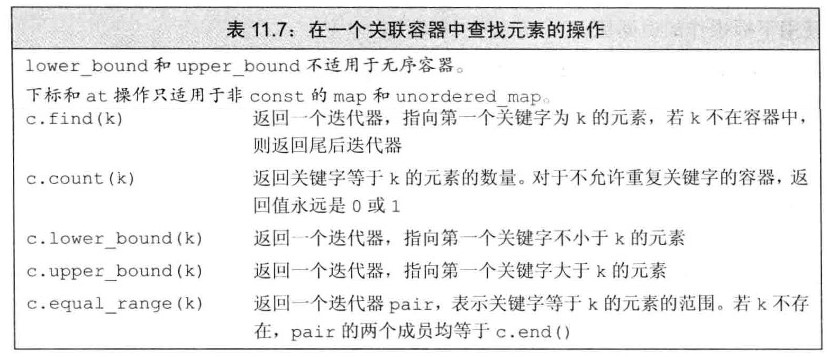 表 11.7：在一个关联容器中查找元素的操作
lower_bound 和 upper_bound 不适用于无序容器。
下标和 at 操作只适用于非 const 的 map 和 unordered_map。
c.find(k) 返回一个迭代器，指向第一个关键字为 k 的元素，若 k 不在容器中，
则返回尾后迭代器
c.count(k) 返回关键字等于 k 的元素的数量。对于不允许重复关键字的容器，返
回值永远是 0 或 1
c.lower_bound(k) 返回一个迭代器，指向第一个关键字不小于 k 的元素
c.upper_bound(k) 返回一个迭代器，指向第一个关键字大于 k 的元素
c.equal_range(k) 返回一个迭代器 pair，表示关键字等于 k 的元素的范围。若 k 不存
在，pair 的两个成员均等于 c.end()